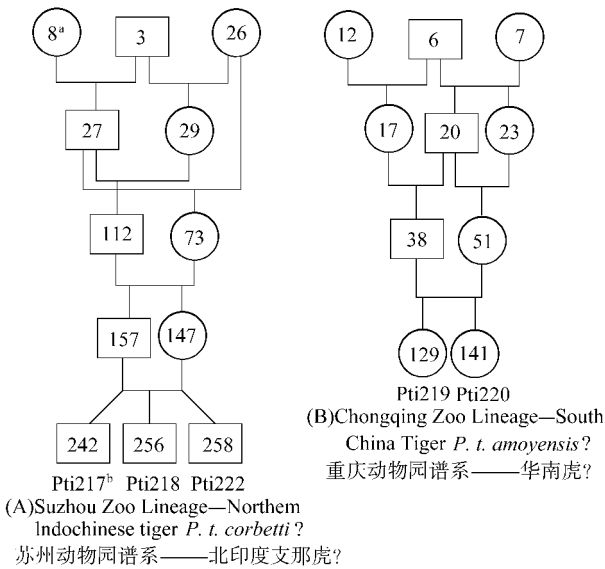 8ᵃ 3 26
27 29
112 73
157 147
242 256 258
Pti217ᵇ Pti218 Pti222
(A)Suzhou Zoo Lineage—Northern
Indochinese tiger P. t. corbetti?
苏州动物园谱系——北印度支那虎?
12 6 7
17 20 23
38 51
129 141
Pti219 Pti220
(B)Chongqing Zoo Lineage—South
China Tiger P. t. amoyensis?
重庆动物园谱系——华南虎?